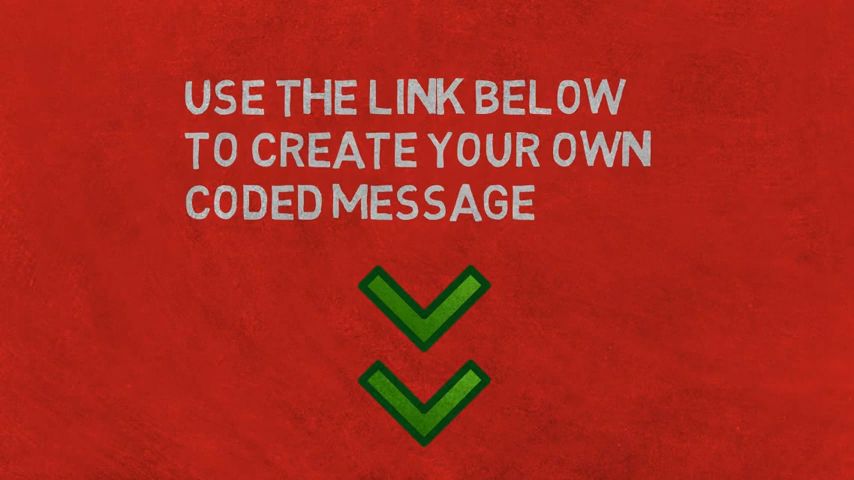 USE THE LINK BELOW
TO CREATE YOUR OWN
CODED MESSAGE